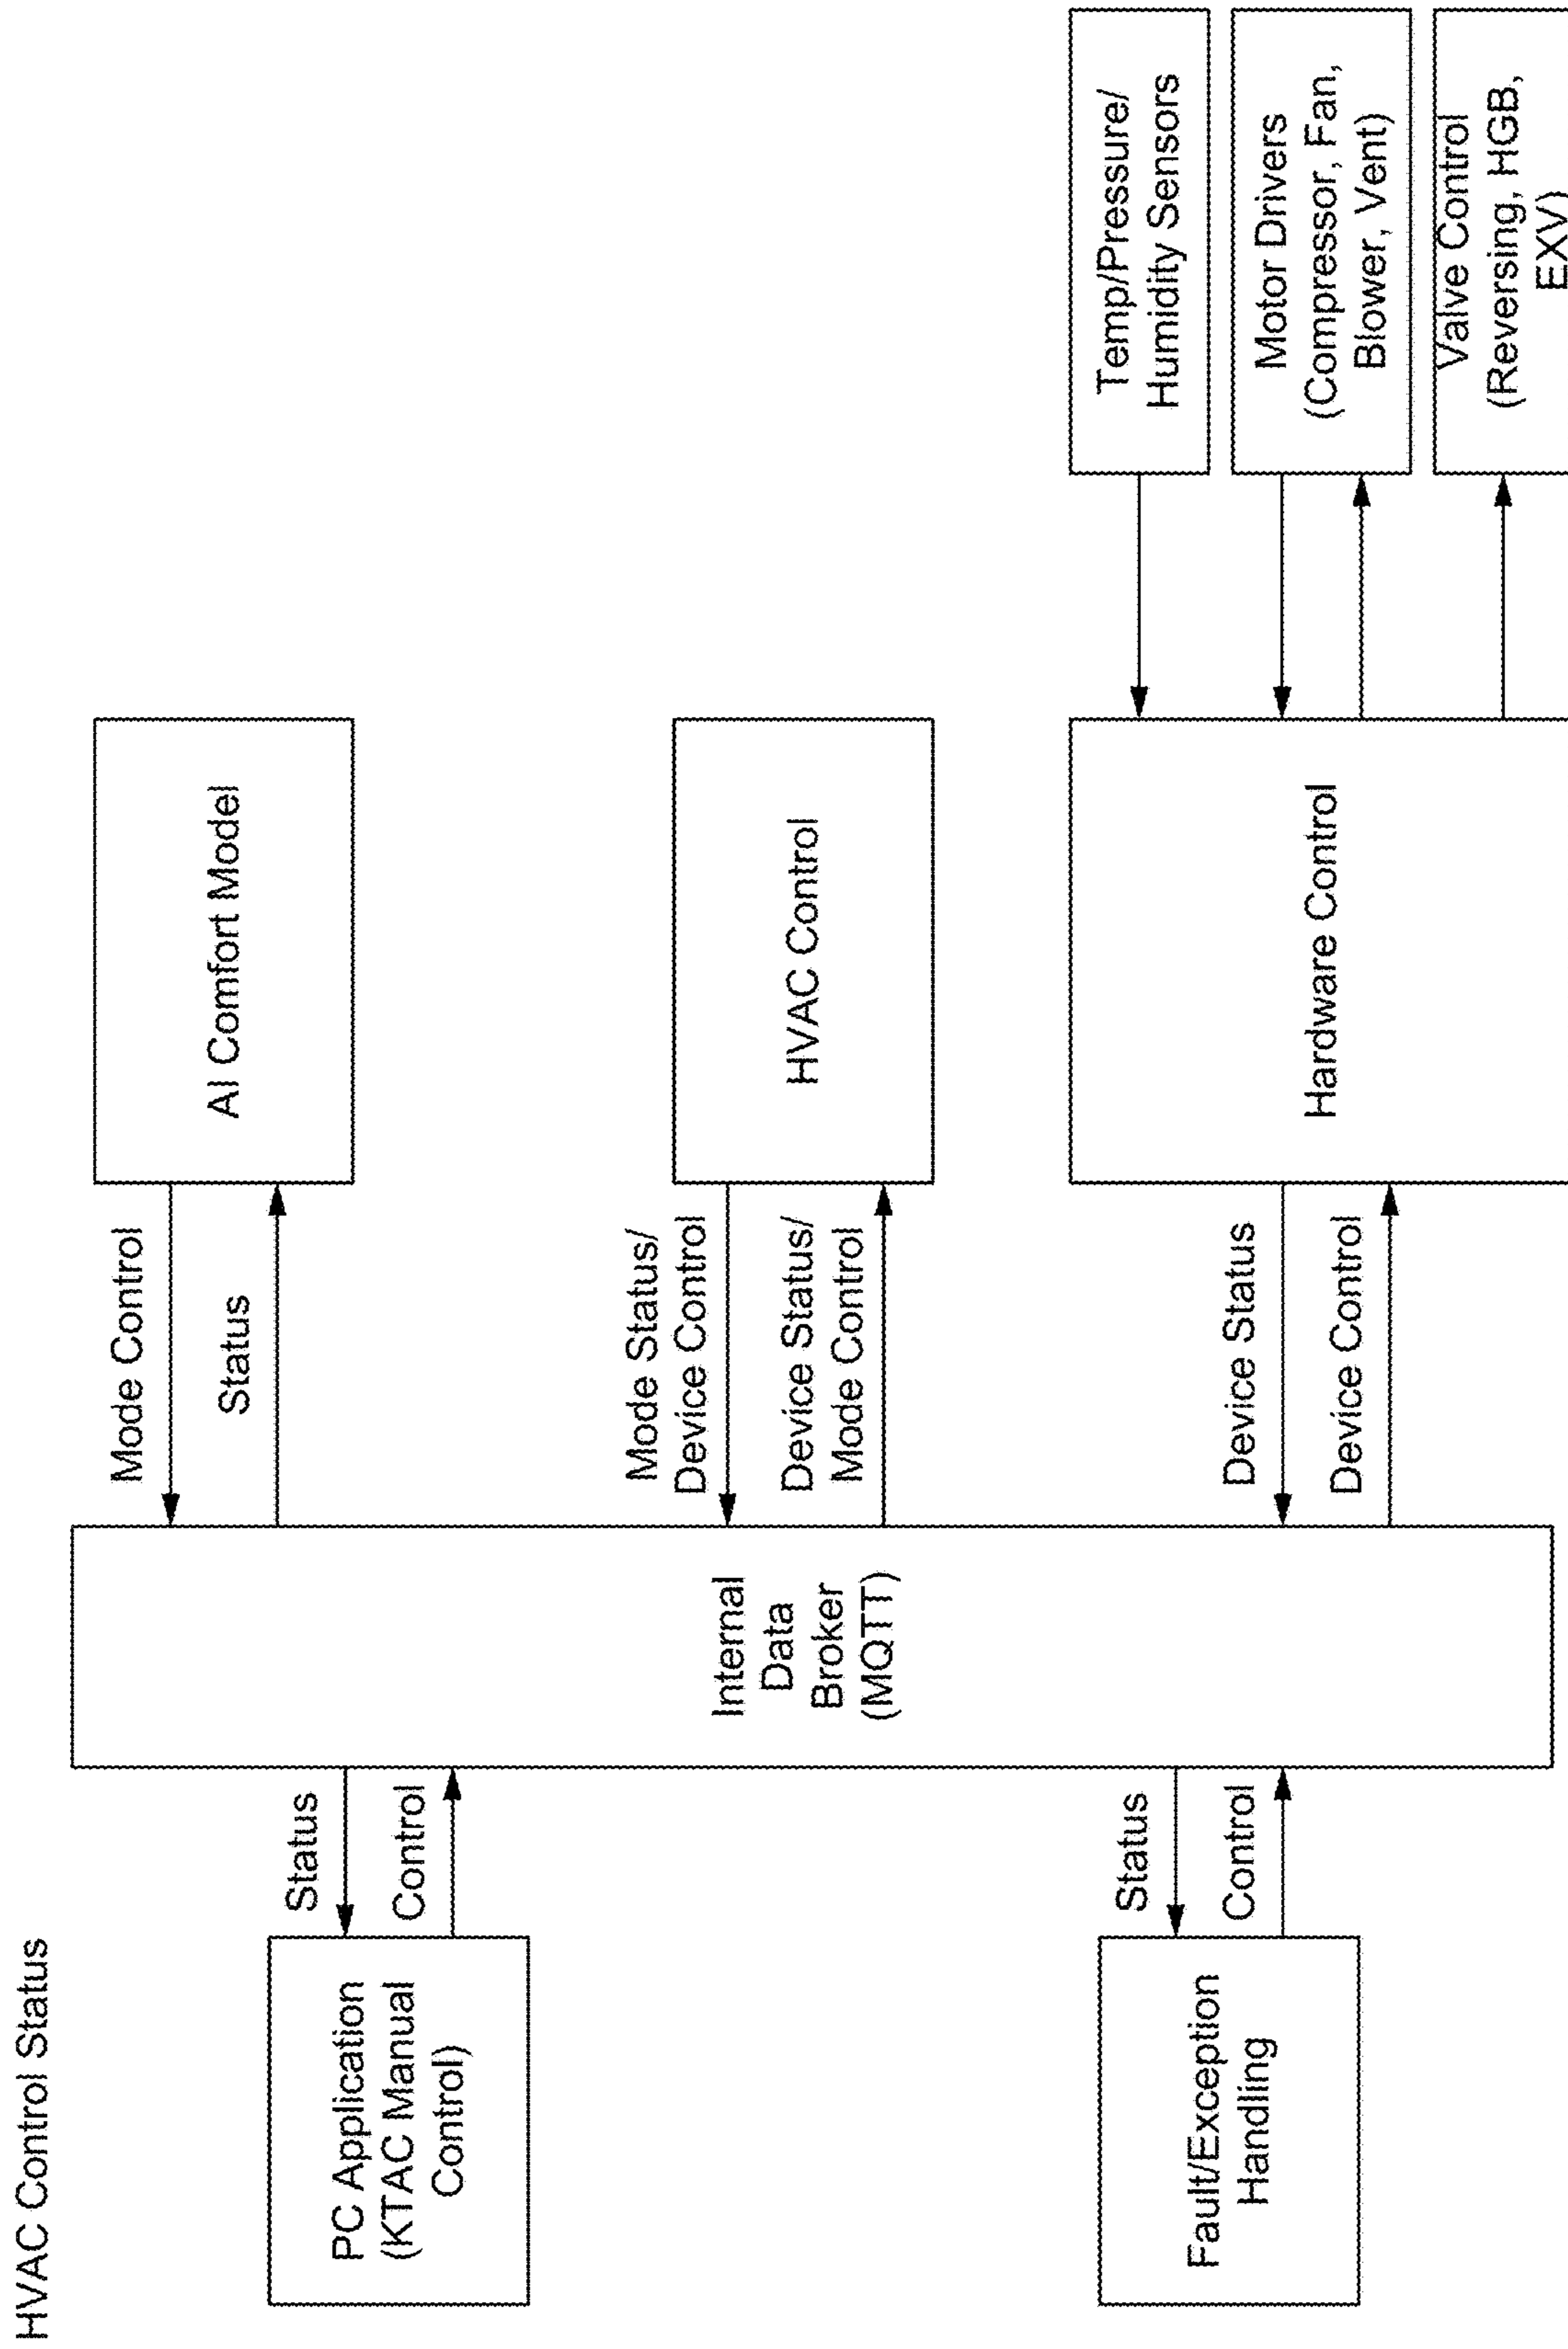 HVAC Control Status
PC Application
(KTAC Manual
Control)
Status
Control
Fault/Exception
Handling
Status
Control
Internal
Data
Broker
(MQTT)
Mode Control
Status
Mode Status/
Device Control
Device Status/
Mode Control
Device Status
Device Control
AI Comfort Model
HVAC Control
Hardware Control
Temp/Pressure/
Humidity Sensors
Motor Drivers
(Compressor, Fan,
Blower, Vent)
Valve Control
(Reversing, HGB,
EXV)